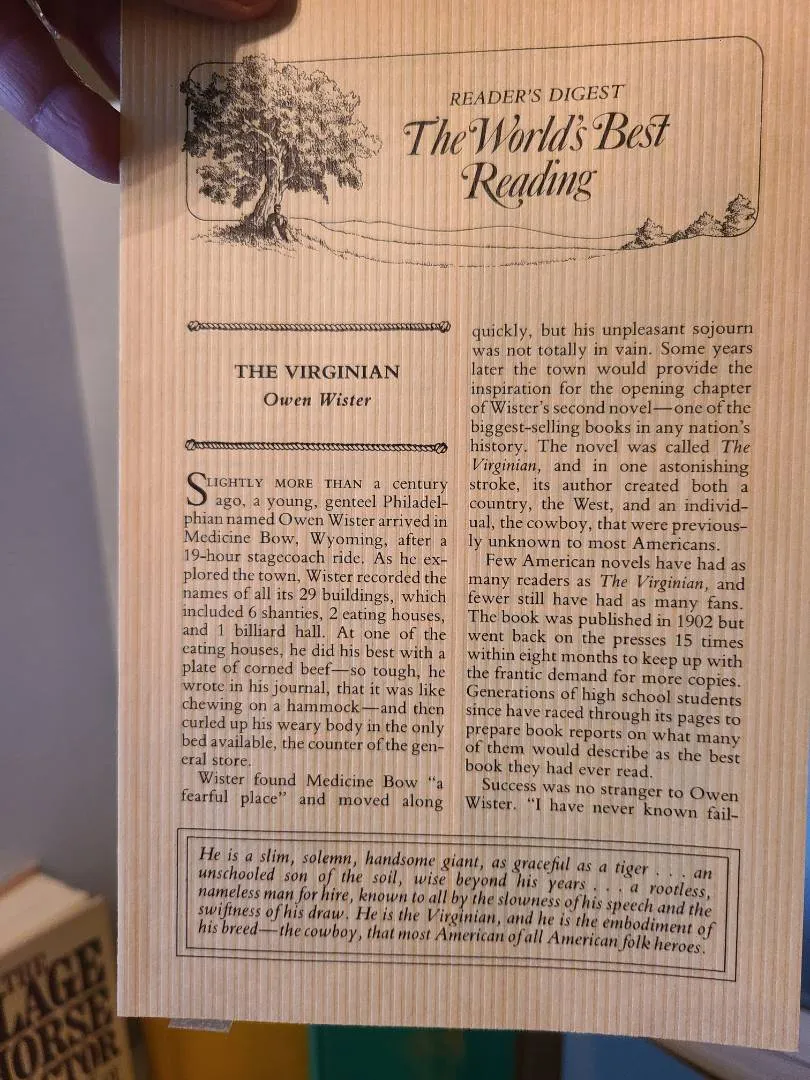 READER'S DIGEST
The World's Best
Reading
THE VIRGINIAN
Owen Wister
SLIGHTLY MORE THAN a century
ago, a young, genteel Philadel-
phian named Owen Wister arrived in
Medicine Bow, Wyoming, after a
19-hour stagecoach ride. As he ex-
plored the town, Wister recorded the
names of all its 29 buildings, which
included 6 shanties, 2 eating houses,
and 1 billiard hall. At one of the
eating houses, he did his best with a
plate of corned beef—so tough, he
wrote in his journal, that it was like
chewing on a hammock—and then
curled up his weary body in the only
bed available, the counter of the gen-
eral store.
Wister found Medicine Bow “a
fearful place” and moved along
quickly, but his unpleasant sojourn
was not totally in vain. Some years
later the town would provide the
inspiration for the opening chapter
of Wister's second novel—one of the
biggest-selling books in any nation's
history. The novel was called The
Virginian, and in one astonishing
stroke, its author created both a
country, the West, and an individ-
ual, the cowboy, that were previous-
ly unknown to most Americans.
Few American novels have had as
many readers as The Virginian, and
fewer still have had as many fans.
The book was published in 1902 but
went back on the presses 15 times
within eight months to keep up with
the frantic demand for more copies.
Generations of high school students
since have raced through its pages to
prepare book reports on what many
of them would describe as the best
book they had ever read.
Success was no stranger to Owen
Wister. “I have never known fail-
He is a slim, solemn, handsome giant, as graceful as a tiger . . . an
unschooled son of the soil, wise beyond his years . . . a rootless,
nameless man for hire, known to all by the slowness of his speech and the
swiftness of his draw. He is the Virginian, and he is the embodiment of
his breed—the cowboy, that most American of all American folk heroes.
THE
LAGE
HORSE
TOR